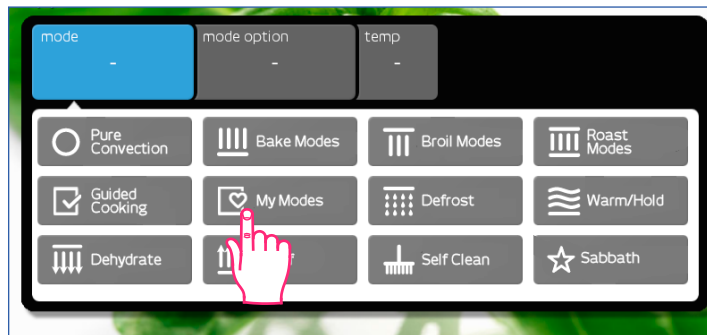 mode mode option temp
- - -
Pure Convection Bake Modes Broil Modes Roast Modes
Guided Cooking My Modes Defrost Warm/Hold
Dehydrate Self Clean Sabbath